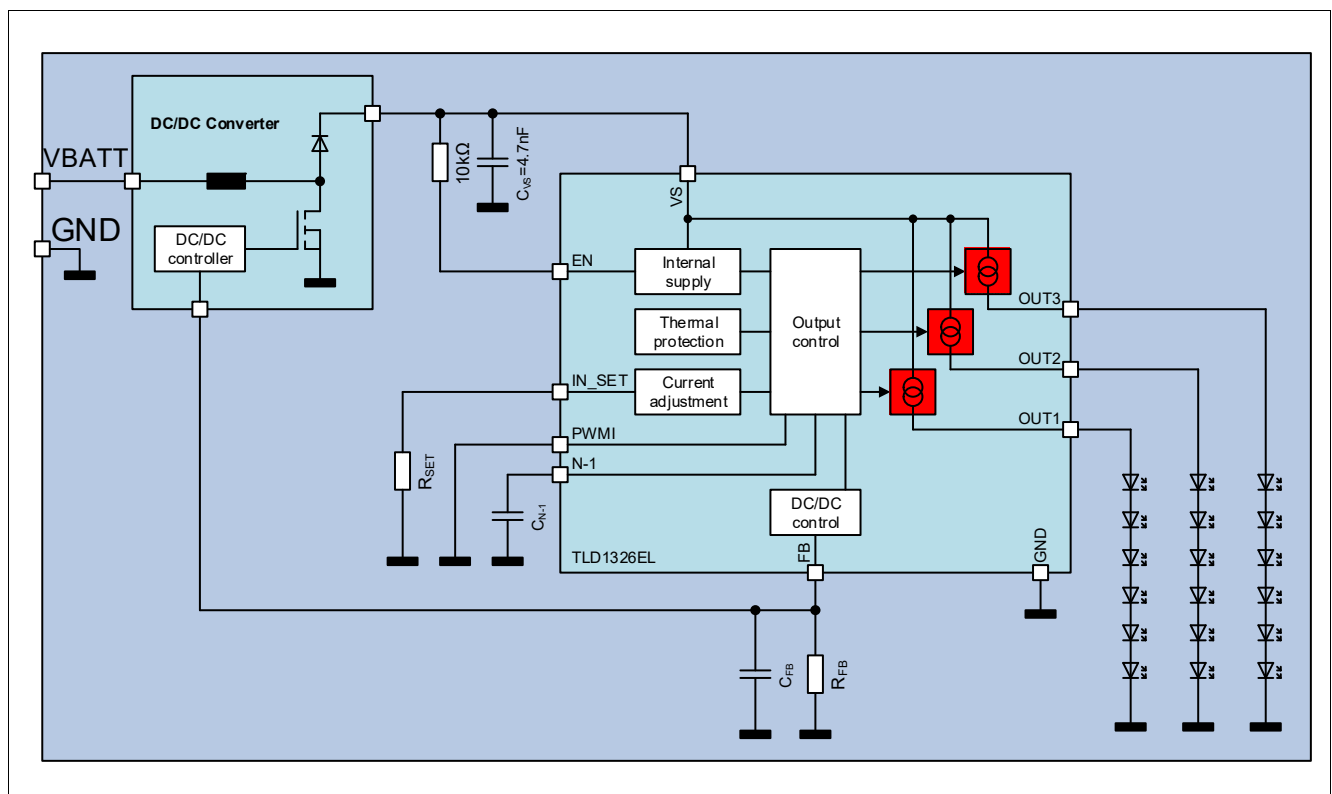 DC/DC Converter
VBATT
GND
DC/DC
controller
10kΩ
CVS=4.7nF
VS
EN
Internal
supply
Thermal
protection
Output
control
IN_SET
Current
adjustment
PWMI
N-1
RSET
CN-1
DC/DC
control
FB
TLD1326EL
GND
OUT3
OUT2
OUT1
CFB
RFB